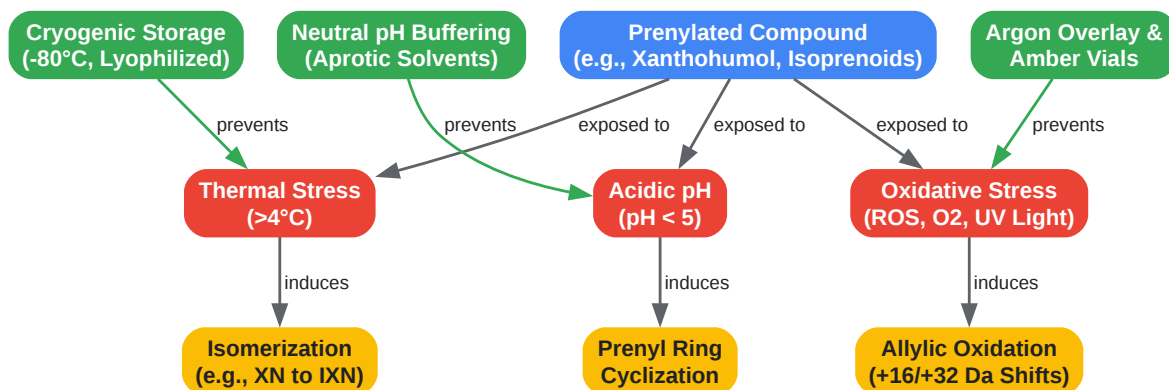 Cryogenic Storage
(-80°C, Lyophilized)
Neutral pH Buffering
(Aprotic Solvents)
Prenylated Compound
(e.g., Xanthohumol, Isoprenoids)
Argon Overlay &
Amber Vials
prevents
prevents
exposed to
exposed to
exposed to
prevents
Thermal Stress
(>4°C)
Acidic pH
(pH < 5)
Oxidative Stress
(ROS, O2, UV Light)
induces
induces
induces
Isomerization
(e.g., XN to IXN)
Prenyl Ring
Cyclization
Allylic Oxidation
(+16/+32 Da Shifts)